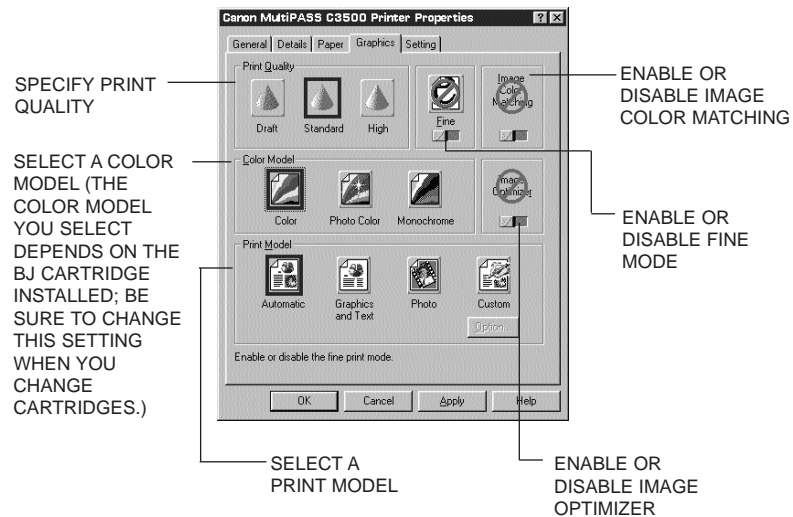 Canon MultiPASS C3500 Printer Properties
General Details Paper Graphics Setting
SPECIFY PRINT
QUALITY
Print Quality
Draft Standard High
Fine
Image
Color
Matching
ENABLE OR
DISABLE IMAGE
COLOR MATCHING
SELECT A COLOR
MODEL (THE
COLOR MODEL
YOU SELECT
DEPENDS ON THE
BJ CARTRIDGE
INSTALLED; BE
SURE TO CHANGE
THIS SETTING
WHEN YOU
CHANGE
CARTRIDGES.)
Color Model
Color Photo Color Monochrome
Image
Optimizer
ENABLE OR
DISABLE FINE
MODE
Print Model
Automatic
Graphics
and Text
Photo
Custom
Option...
Enable or disable the fine print mode.
OK Cancel Apply Help
SELECT A
PRINT MODEL
ENABLE OR
DISABLE IMAGE
OPTIMIZER